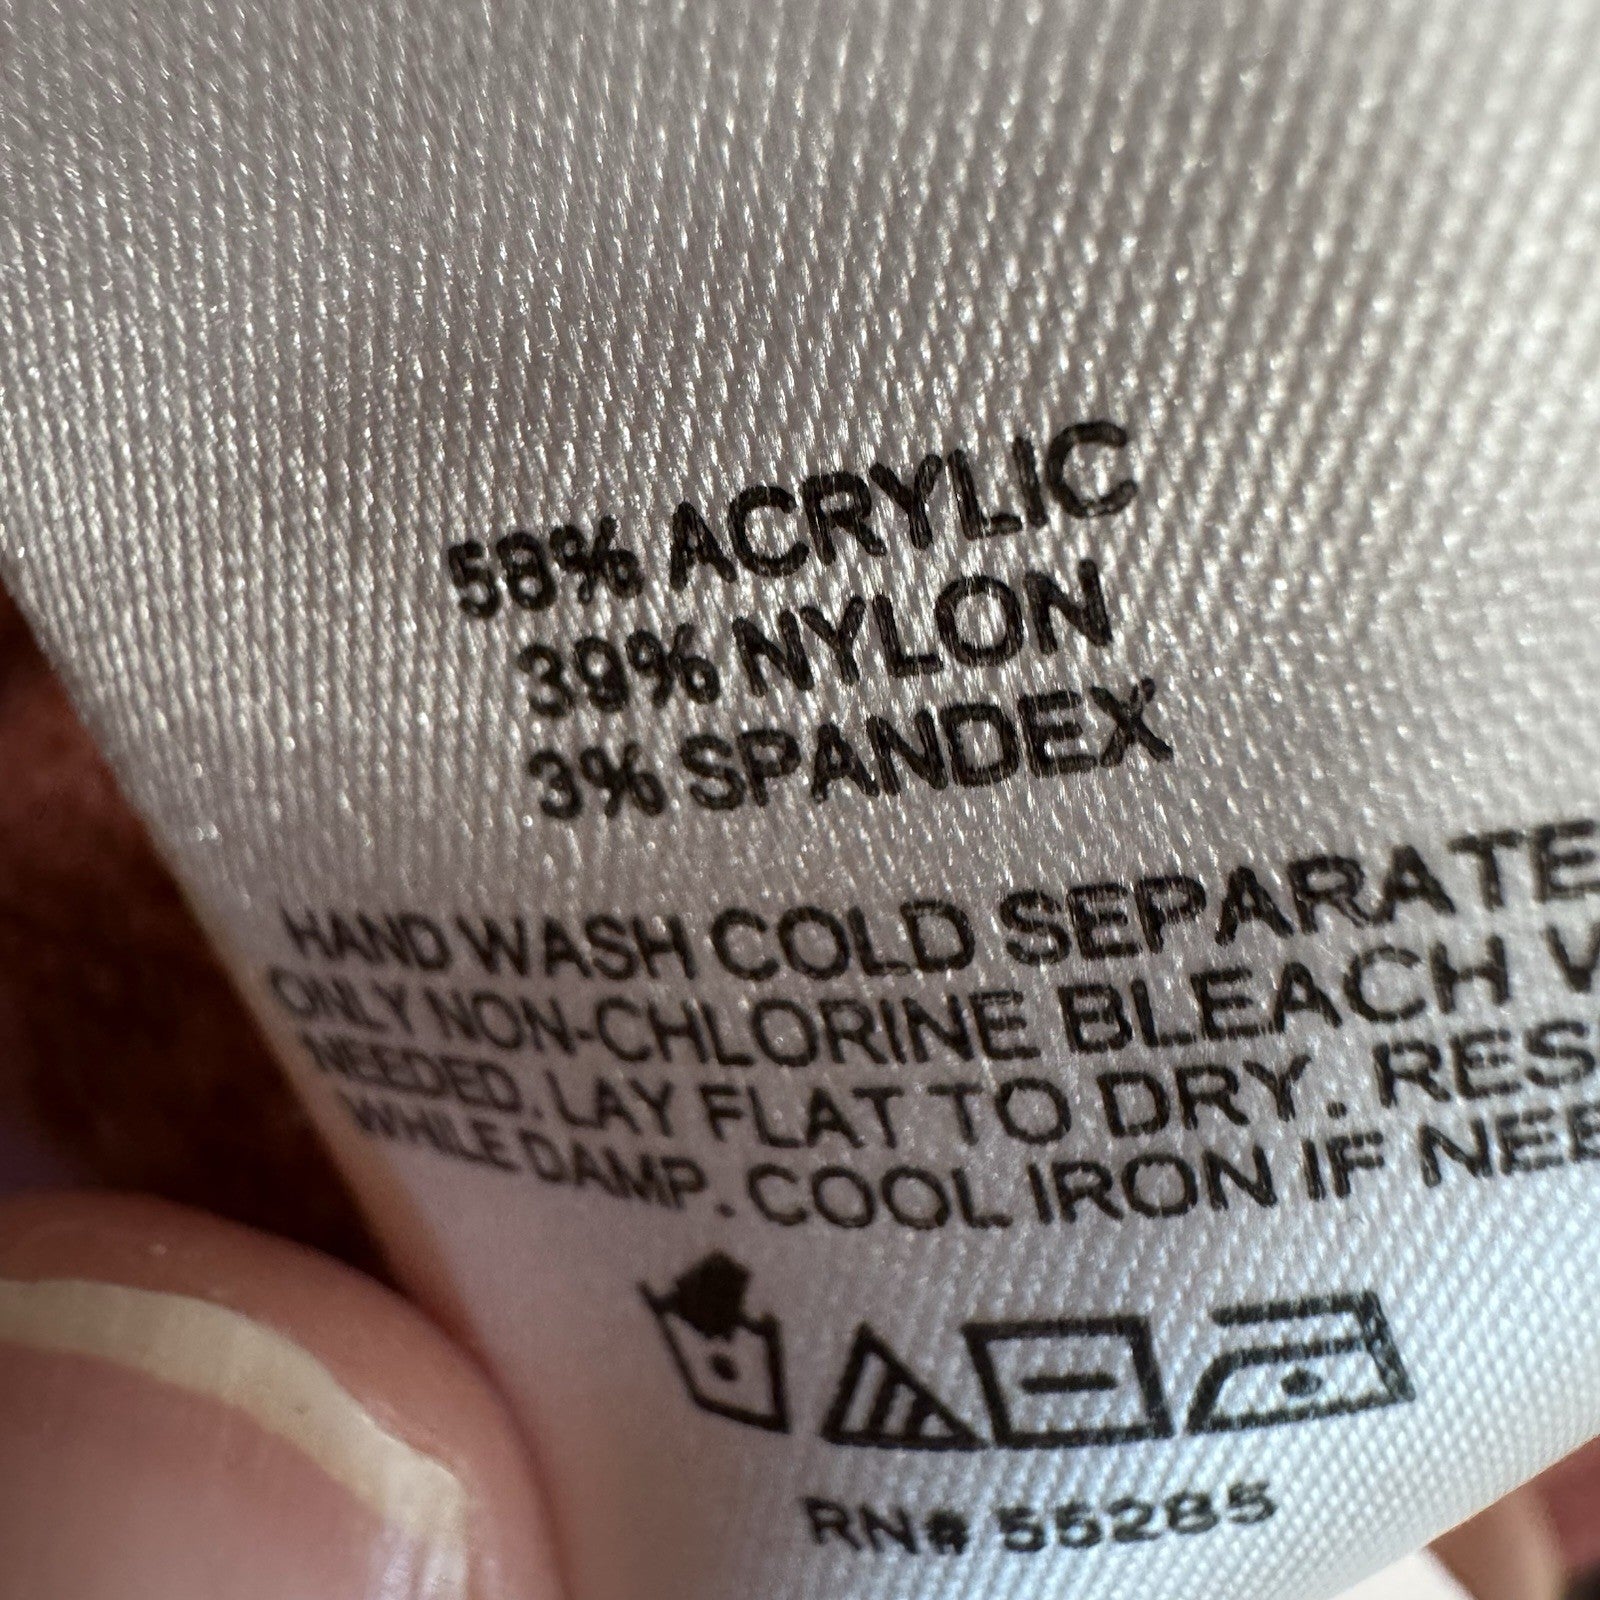 58% ACRYLIC
39% NYLON
3% SPANDEX
HAND WASH COLD SEPARATE
ONLY NON-CHLORINE BLEACH
NEEDED. LAY FLAT TO DRY.
WHILE DAMP. COOL IRON IF
RN# 55285